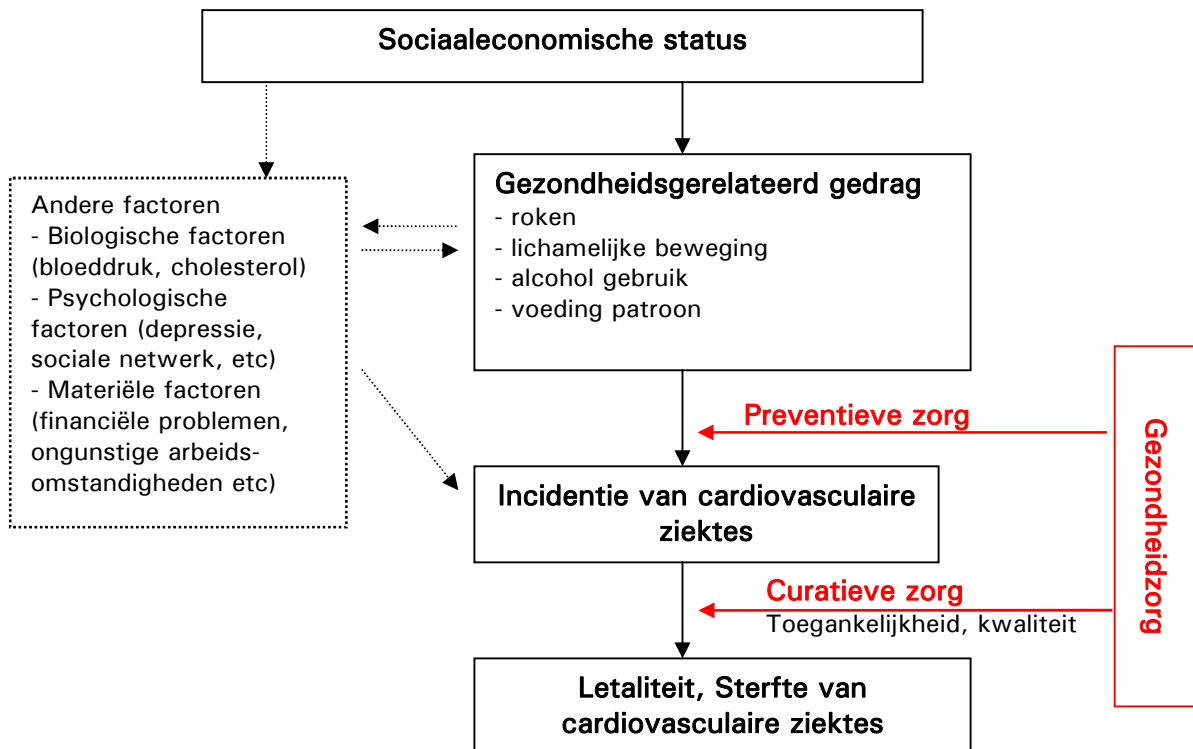 Sociaaleconomische status
Gezondheidsgerelateerd gedrag
- roken
- lichamelijke beweging
- alcohol gebruik
- voeding patroon
Andere factoren
- Biologische factoren
(bloeddruk, cholesterol)
- Psychologische
factoren (depressie,
sociale netwerk, etc)
- Materiële factoren
(financiële problemen,
ongunstige arbeids-
omstandigheden etc)
Preventieve zorg
Incidentie van cardiovasculaire
ziektes
Curatieve zorg
Toegankelijkheid, kwaliteit
Gezondheidzorg
Letaliteit, Sterfte van
cardiovasculaire ziektes